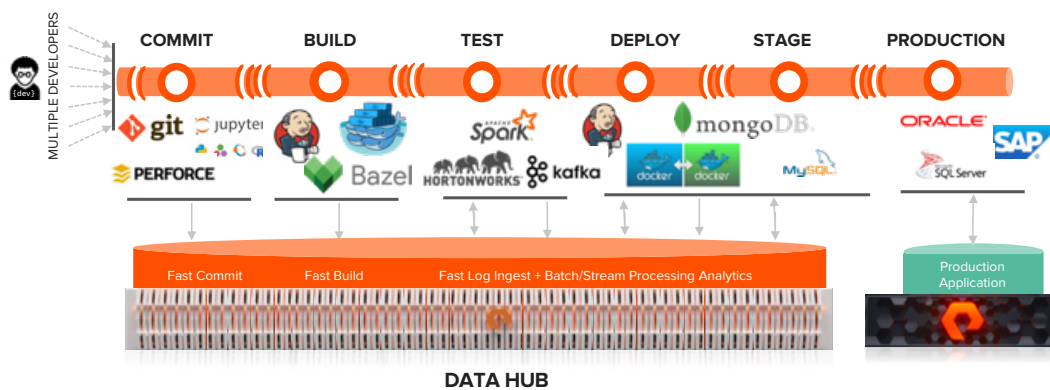 COMMIT
BUILD
TEST
DEPLOY
STAGE
PRODUCTION
MULTIPLE DEVELOPERS
{dev}
git
jupyter
PERFORCE
Bazel
APACHE
Spark
HORTONWORKS
kafka
mongoDB
docker
docker
MySQL
ORACLE
SAP
Microsoft
SQL Server
Fast Commit
Fast Build
Fast Log Ingest + Batch/Stream Processing Analytics
Production
Application
DATA HUB